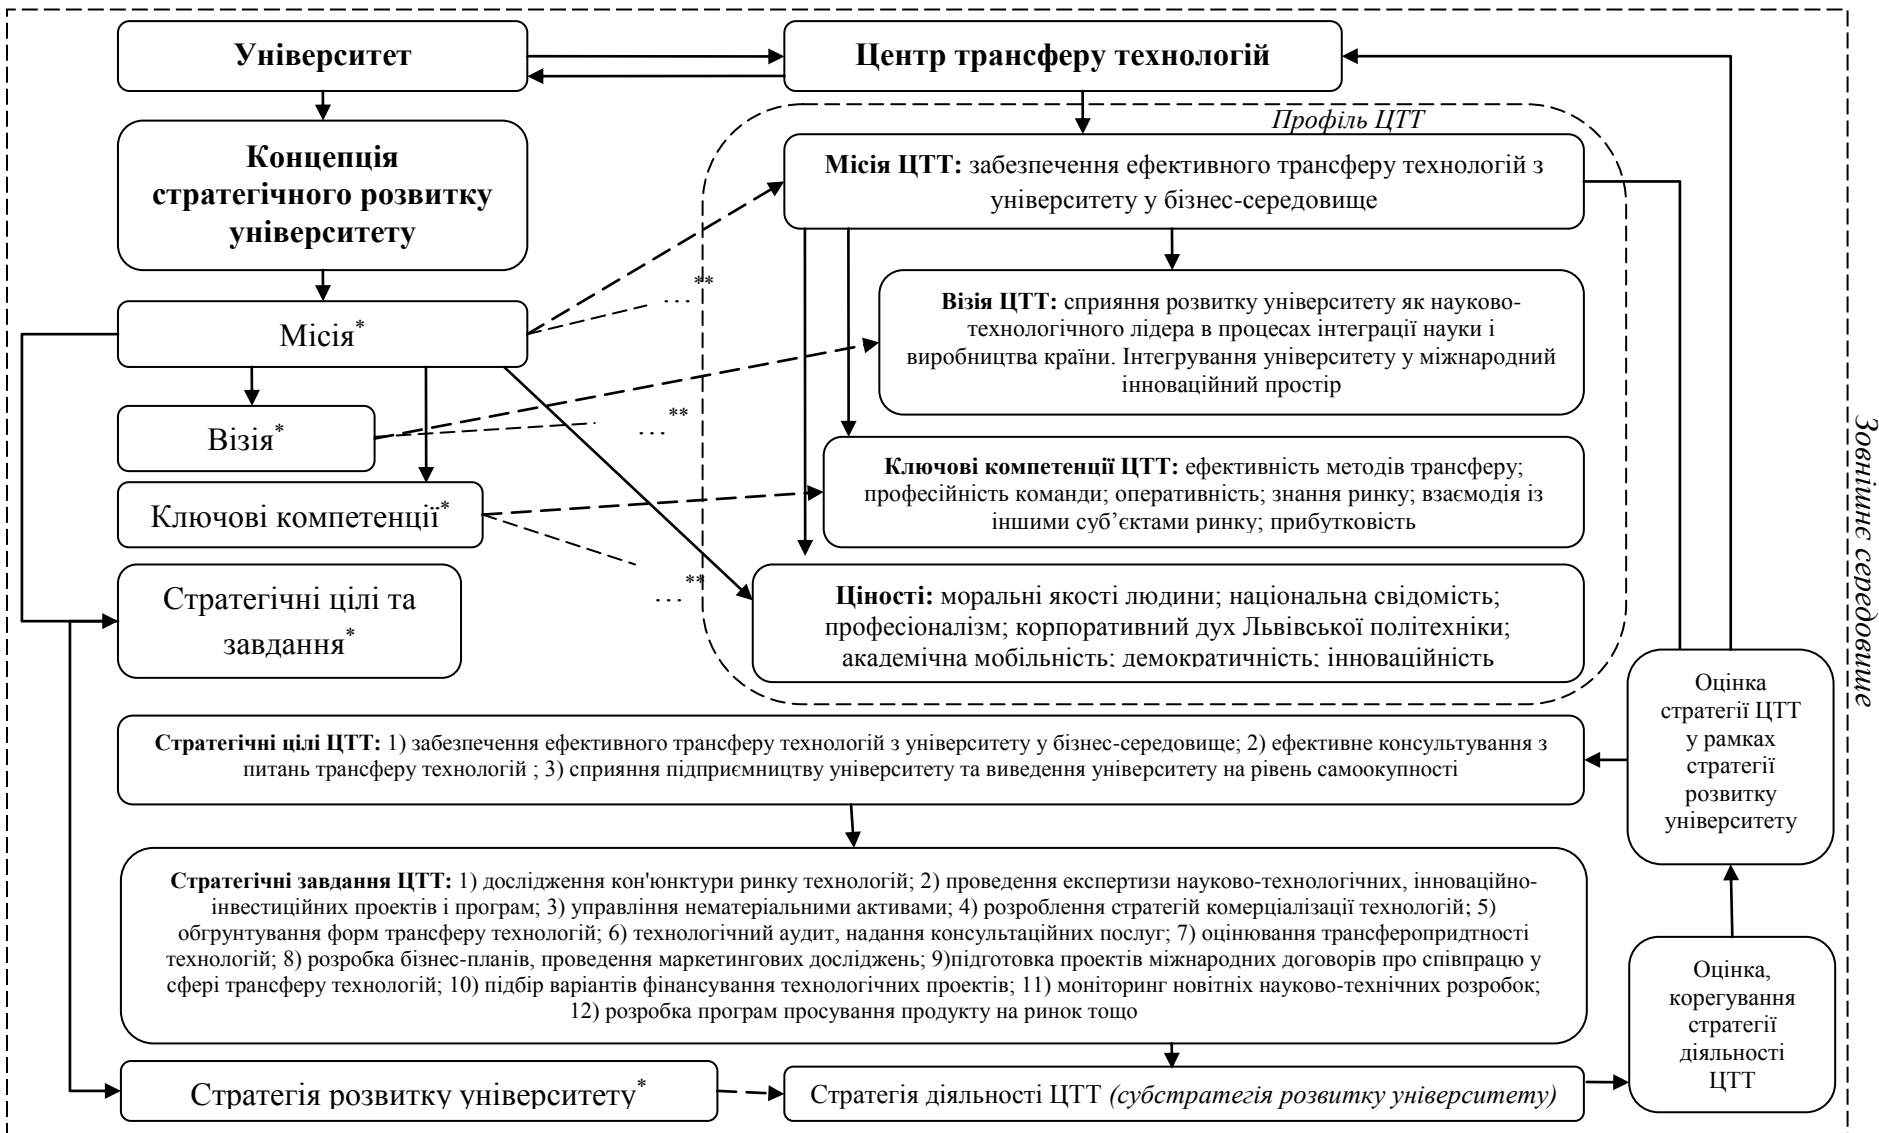 Університет
Центр трансферу технологій
Профіль ЦТТ
Концепція
стратегічного розвитку
університету
Місія ЦТТ: забезпечення ефективного трансферу технологій з
університету у бізнес-середовище
…**
Місія*
Візія ЦТТ: сприяння розвитку університету як науково-
технологічного лідера в процесах інтеграції науки і
виробництва країни. Інтегрування університету у міжнародний
інноваційний простір
Візія*
…**
Ключові компетенції ЦТТ: ефективність методів трансферу;
професійність команди; оперативність; знання ринку; взаємодія із
іншими суб’єктами ринку; прибутковість
Ключові компетенції*
…**
Стратегічні цілі та
завдання*
Ціності: моральні якості людини; національна свідомість;
професіоналізм; корпоративний дух Львівської політехніки;
академічна мобільність; демократичність; інноваційність
Зовнішнє середовище
Стратегічні цілі ЦТТ: 1) забезпечення ефективного трансферу технологій з університету у бізнес-середовище; 2) ефективне консультування з
питань трансферу технологій ; 3) сприяння підприємництву університету та виведення університету на рівень самоокупності
Оцінка
стратегії ЦТТ
у рамках
стратегії
розвитку
університету
Стратегічні завдання ЦТТ: 1) дослідження кон'юнктури ринку технологій; 2) проведення експертизи науково-технологічних, інноваційно-
інвестиційних проектів і програм; 3) управління нематеріальними активами; 4) розроблення стратегій комерціалізації технологій; 5)
обгрунтування форм трансферу технологій; 6) технологічний аудит, надання консультаційних послуг; 7) оцінювання трансферопридтності
технологій; 8) розробка бізнес-планів, проведення маркетингових досліджень; 9)підготовка проектів міжнародних договорів про співпрацю у
сфері трансферу технологій; 10) підбір варіантів фінансування технологічних проектів; 11) моніторинг новітніх науково-технічних розробок;
12) розробка програм просування продукту на ринок тощо
Оцінка,
корегування
стратегії
діяльності
ЦТТ
Стратегія розвитку університету*
Стратегія діяльності ЦТТ (субстратегія розвитку університету)